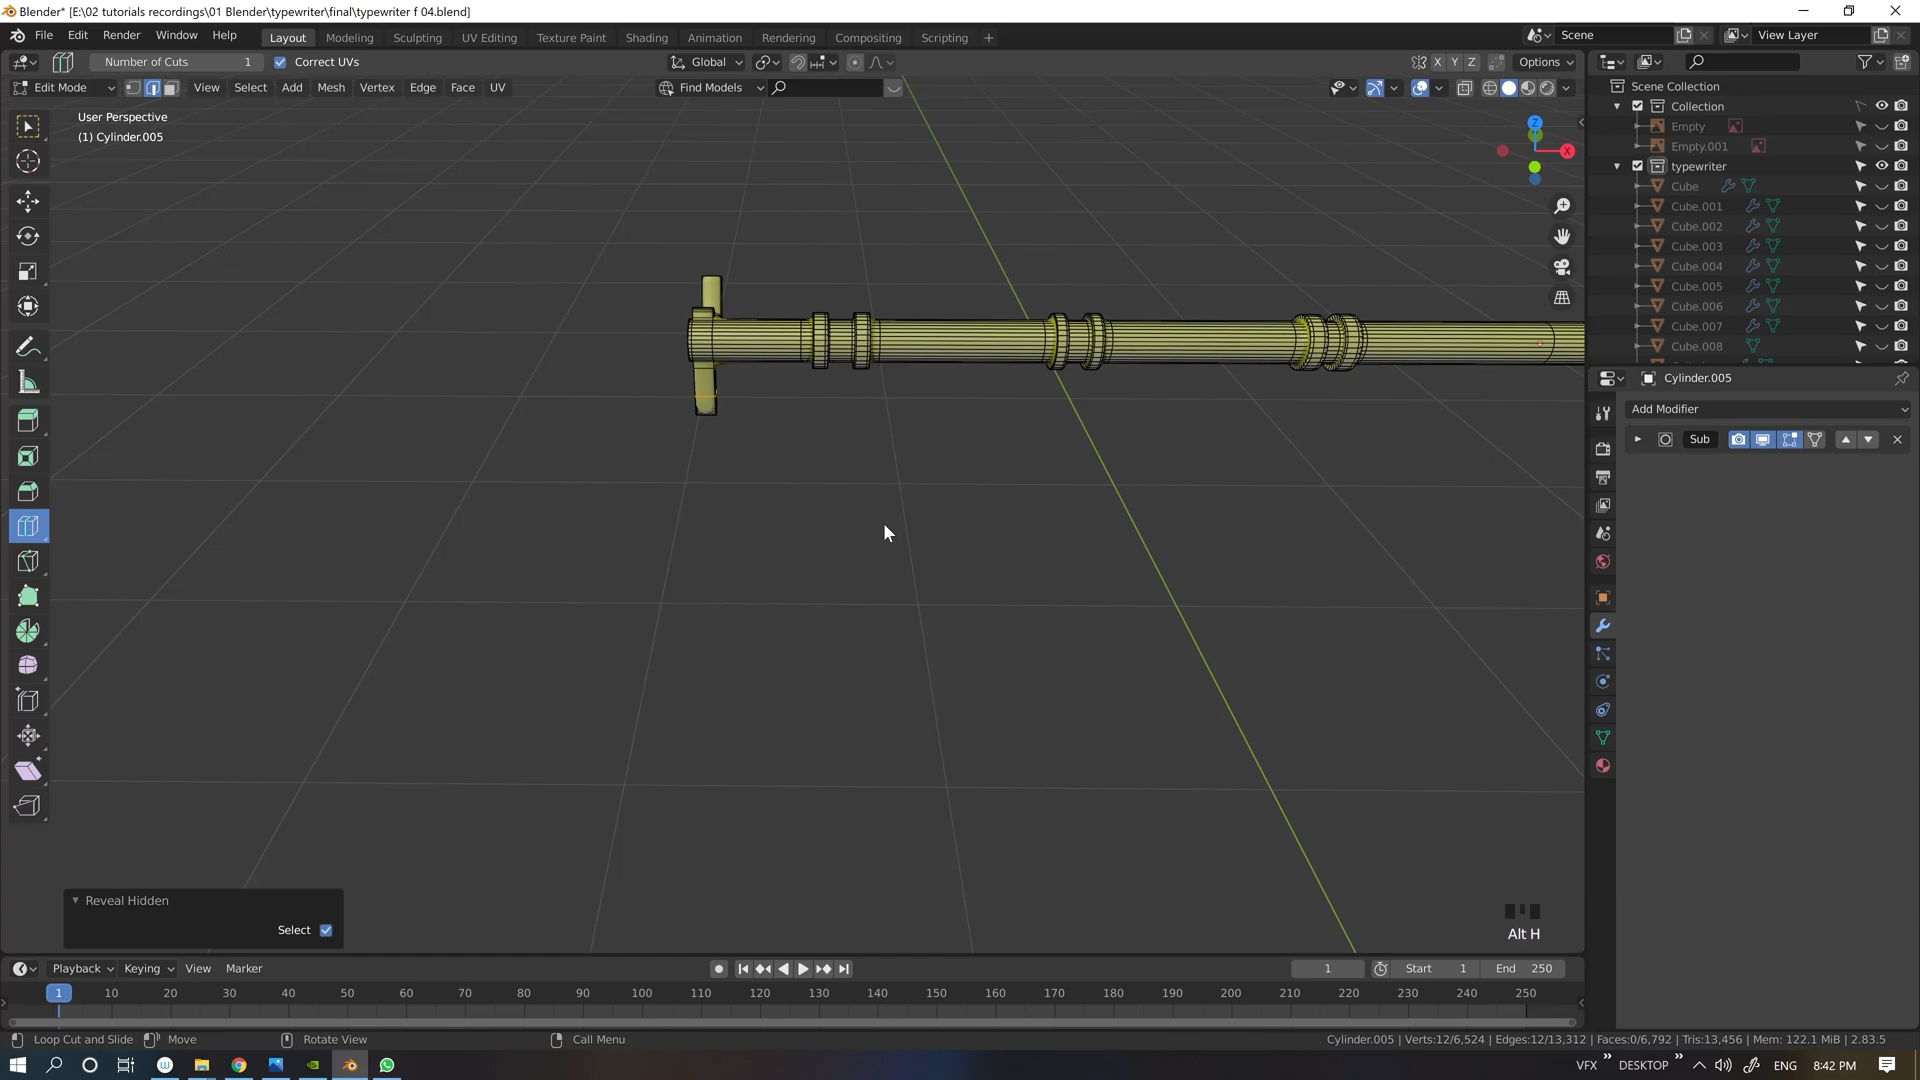 Blender* [E:\02 tutorials recordings\01 Blender\typewriter\final\typewriter f 04.blend]
File Edit Render Window Help Layout Modeling Sculpting UV Editing Texture Paint Shading Animation Rendering Compositing Scripting + Scene View Layer
Number of Cuts 1 Correct UVs Global X Y Z Options
Edit Mode View Select Add Mesh Vertex Edge Face UV Find Models
User Perspective
(1) Cylinder.005
Z
X
Scene Collection
Collection
Empty
Empty.001
typewriter
Cube
Cube.001
Cube.002
Cube.003
Cube.004
Cube.005
Cube.006
Cube.007
Cube.008
Cylinder.005
Add Modifier
Sub
Reveal Hidden
Select
Alt H
Playback Keying View Marker 1 Start 1 End 250
1 10 20 30 40 50 60 70 80 90 100 110 120 130 140 150 160 170 180 190 200 210 220 230 240 250
Loop Cut and Slide Move Rotate View Call Menu Cylinder.005 | Verts:12/6,524 | Edges:12/13,312 | Faces:0/6,792 | Tris:13,456 | Mem: 122.1 MiB | 2.83.5
VFX DESKTOP ENG 8:42 PM